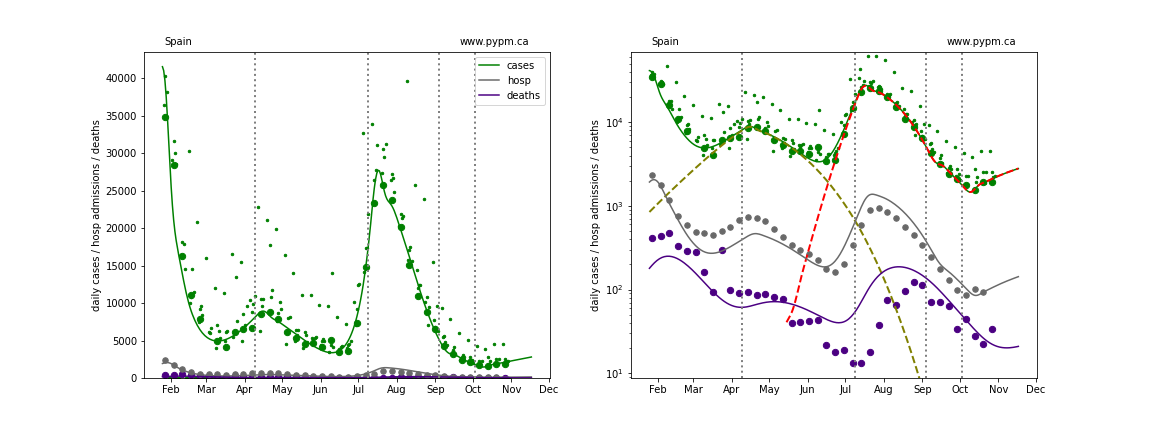 Spain www.pypm.ca
daily cases / hosp admissions / deaths
40000
35000
30000
25000
20000
15000
10000
5000
0
cases
hosp
deaths
Feb Mar Apr May Jun Jul Aug Sep Oct Nov Dec
Spain www.pypm.ca
daily cases / hosp admissions / deaths
10⁴
10³
10²
10¹
Feb Mar Apr May Jun Jul Aug Sep Oct Nov Dec